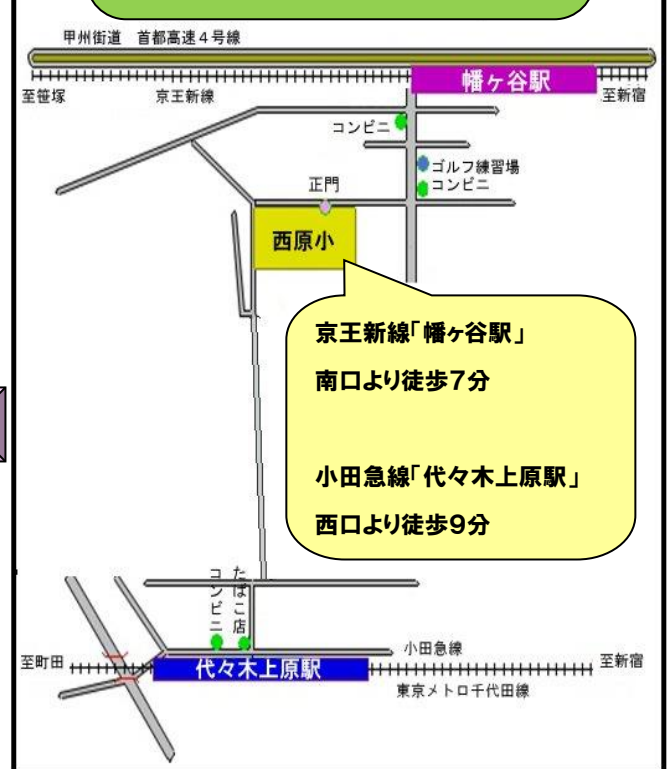 甲州街道 首都高速4号線
幡ヶ谷駅
至笹塚
京王新線
至新宿
コンビニ
ゴルフ練習場
コンビニ
正門
西原小
京王新線「幡ヶ谷駅」
南口より徒歩7分
小田急線「代々木上原駅」
西口より徒歩9分
コンビニ
たばこ店
小田急線
至町田
代々木上原駅
至新宿
東京メトロ千代田線